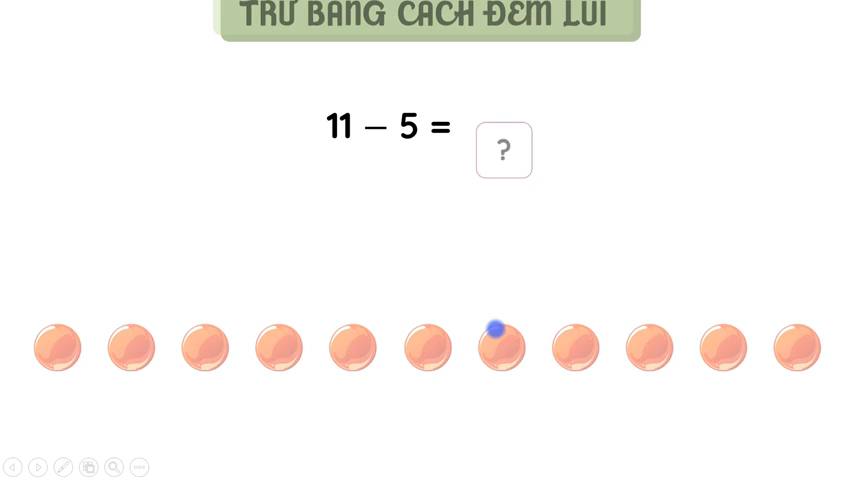 TRỪ BẰNG CÁCH ĐẾM LÙI
11 – 5 =
?